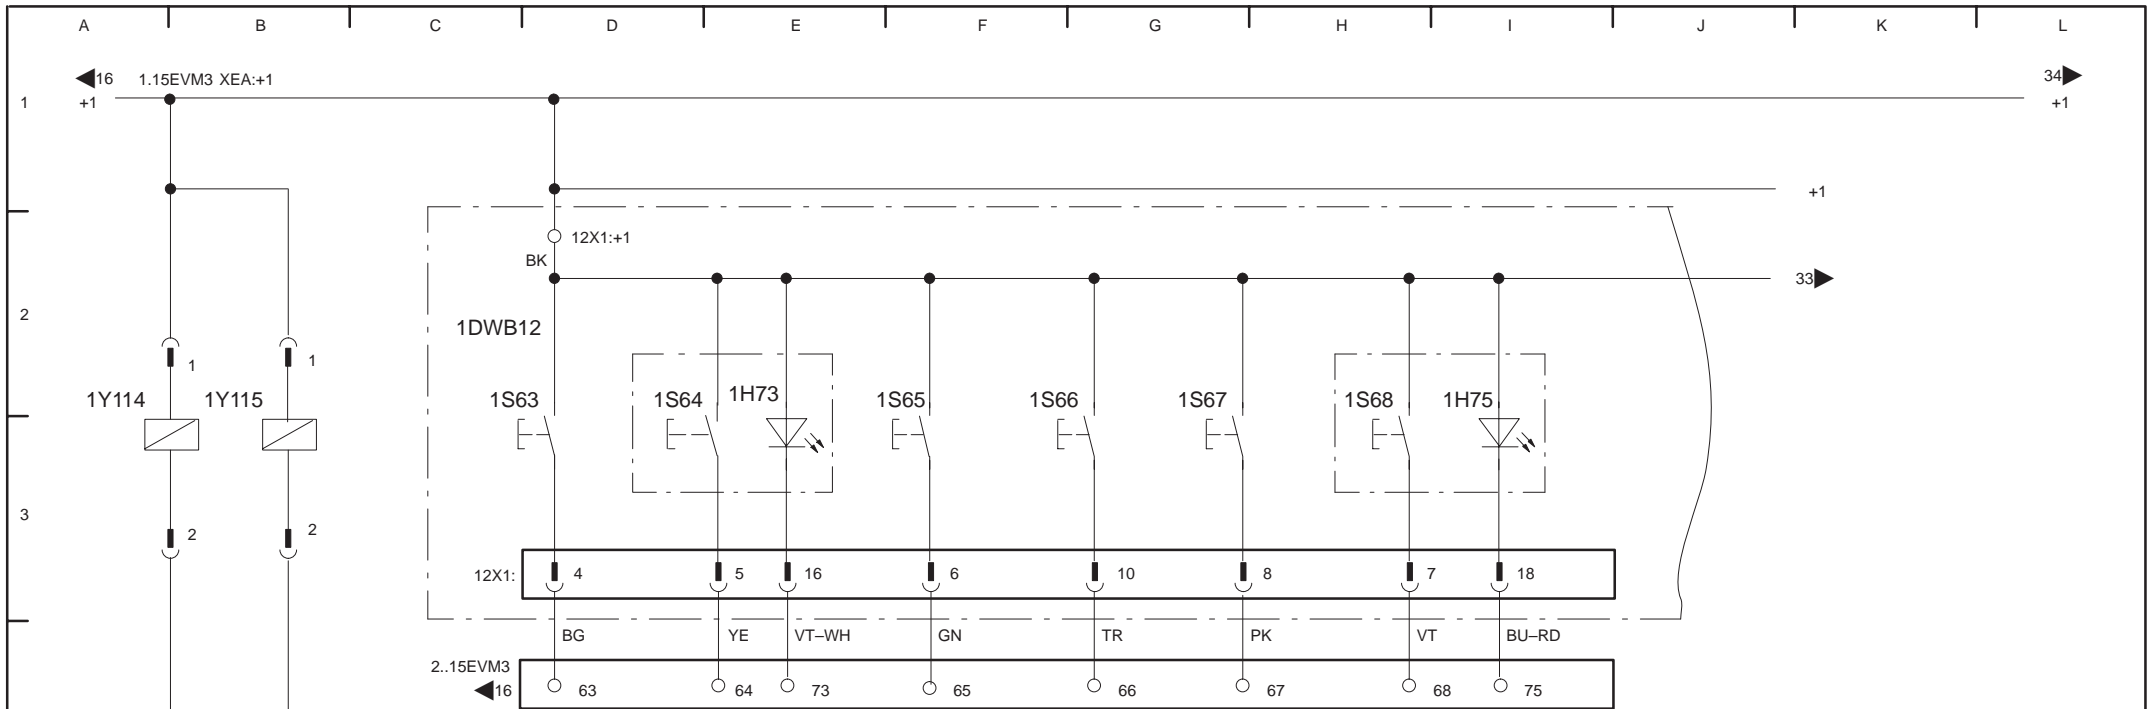 A B C D E F G H I J K L
16 1.15EVM3 XEA:+1 34
1 +1 +1
+1
12X1:+1
BK
33
2
1DWB12
1 1
1Y114 1Y115 1S63 1S64 1H73 1S65 1S66 1S67 1S68 1H75
3
2 2
12X1: 4 5 16 6 10 8 7 18
BG YE VT–WH GN TR PK VT BU–RD
2..15EVM3
16 63 64 73 65 66 67 68 75